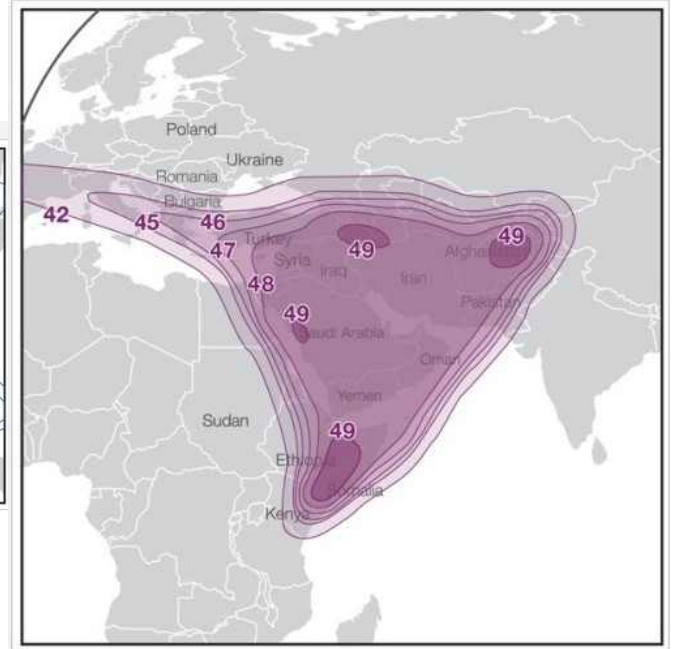 Poland
Ukraine
Romania
Bulgaria
42
45
46
49
49
Turkey
47
Afghanistan
Syria
Iraq
Iran
48
Pakistan
49
Saudi Arabia
Oman
Yemen
Sudan
49
Ethiopia
Somalia
Kenya